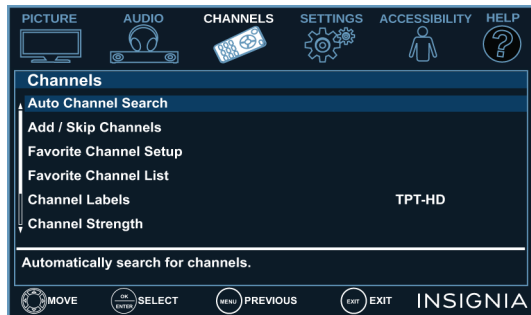 PICTURE AUDIO CHANNELS SETTINGS ACCESSIBILITY HELP
Channels
Auto Channel Search
Add / Skip Channels
Favorite Channel Setup
Favorite Channel List
Channel Labels TPT-HD
Channel Strength
Automatically search for channels.
MOVE OK ENTER SELECT MENU PREVIOUS EXIT EXIT INSIGNIA